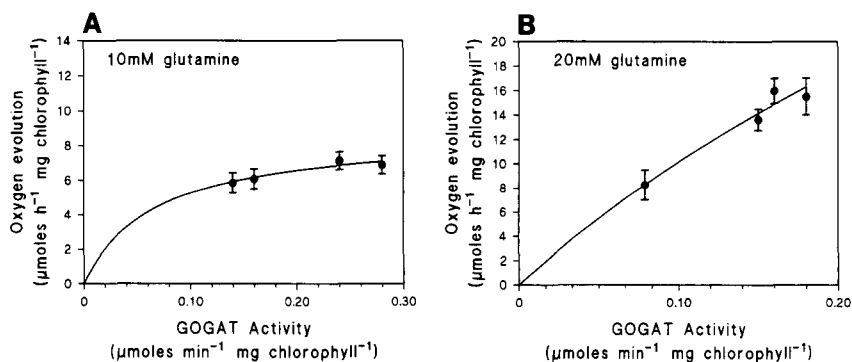 A
14
12
10
8
6
4
2
0
10mM glutamine
Oxygen evolution
(μmoles h⁻¹ mg chlorophyll⁻¹)
0
0.10
0.20
0.30
GOGAT Activity
(μmoles min⁻¹ mg chlorophyll⁻¹)
B
20
18
16
14
12
10
8
6
4
2
0
20mM glutamine
Oxygen evolution
(μmoles h⁻¹ mg chlorophyll⁻¹)
0
0.10
0.20
GOGAT Activity
(μmoles min⁻¹ mg chlorophyll⁻¹)